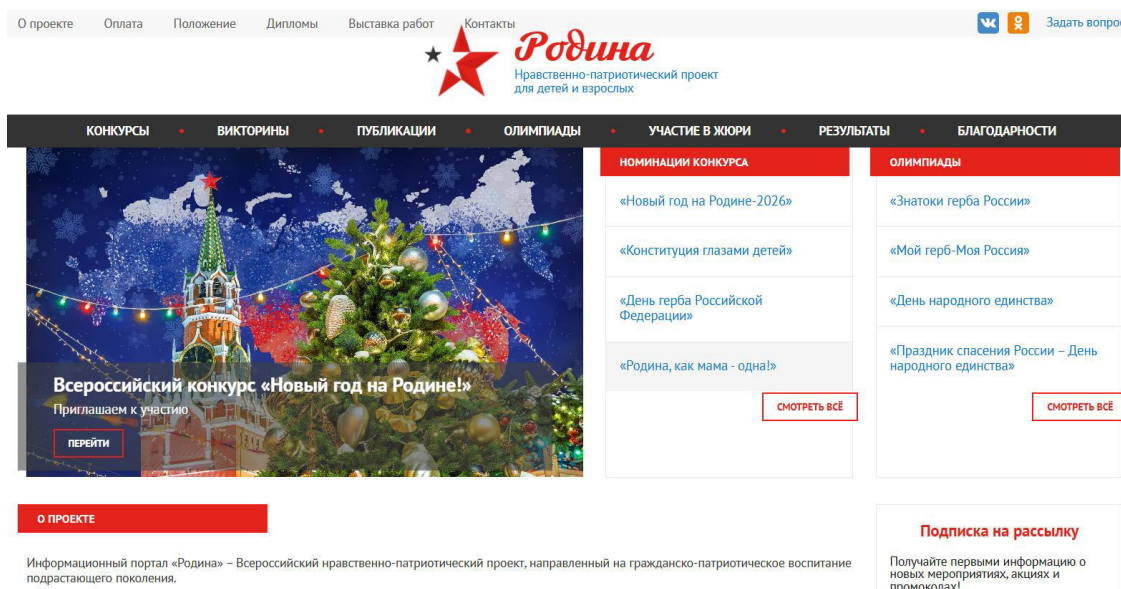 О проекте Оплата Положение Дипломы Выставка работ Контакты
Задать вопрос
Родина
Нравственно-патриотический проект
для детей и взрослых
КОНКУРСЫ • ВИКТОРИНЫ • ПУБЛИКАЦИИ • ОЛИМПИАДЫ • УЧАСТИЕ В ЖЮРИ • РЕЗУЛЬТАТЫ • БЛАГОДАРНОСТИ
Всероссийский конкурс «Новый год на Родине!»
Приглашаем к участию
ПЕРЕЙТИ
НОМИНАЦИИ КОНКУРСА
«Новый год на Родине-2026»
«Конституция глазами детей»
«День герба Российской
Федерации»
«Родина, как мама - одна!»
СМОТРЕТЬ ВСЁ
ОЛИМПИАДЫ
«Знатоки герба России»
«Мой герб-Моя Россия»
«День народного единства»
«Праздник спасения России – День
народного единства»
СМОТРЕТЬ ВСЁ
О ПРОЕКТЕ
Информационный портал «Родина» – Всероссийский нравственно-патриотический проект, направленный на гражданско-патриотическое воспитание
подрастающего поколения.
Подписка на рассылку
Получайте первыми информацию о
новых мероприятиях, акциях и
промокодах!